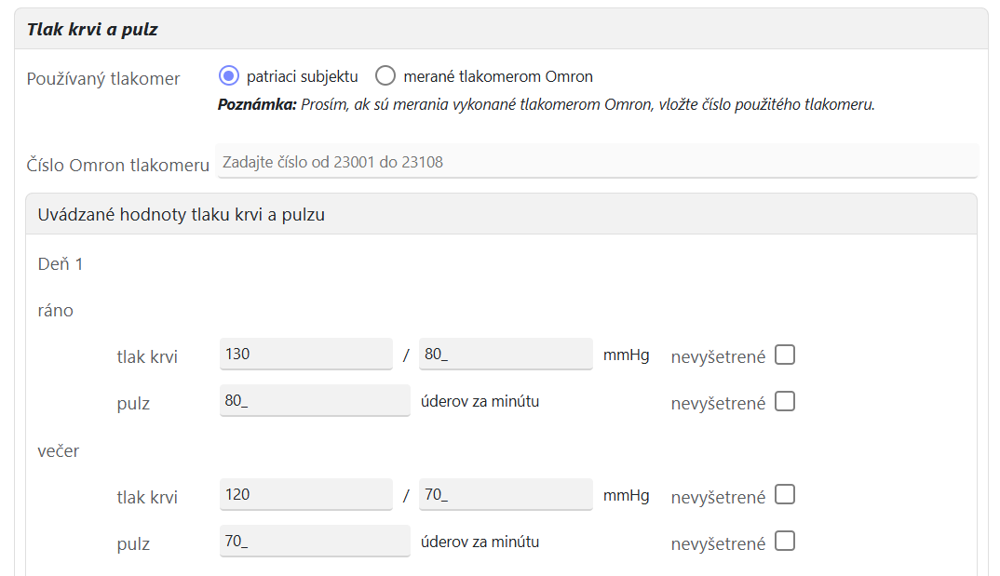 Tlak krvi a pulz
Používaný tlakomer patriaci subjektu merané tlakomerom Omron
Poznámka: Prosím, ak sú merania vykonané tlakomerom Omron, vložte číslo použitého tlakomeru.
Číslo Omron tlakomeru Zadajte číslo od 23001 do 23108
Uvádzané hodnoty tlaku krvi a pulzu
Deň 1
ráno
tlak krvi 130 / 80_ mmHg nevyšetrené
pulz 80_ úderov za minútu nevyšetrené
večer
tlak krvi 120 / 70_ mmHg nevyšetrené
pulz 70_ úderov za minútu nevyšetrené